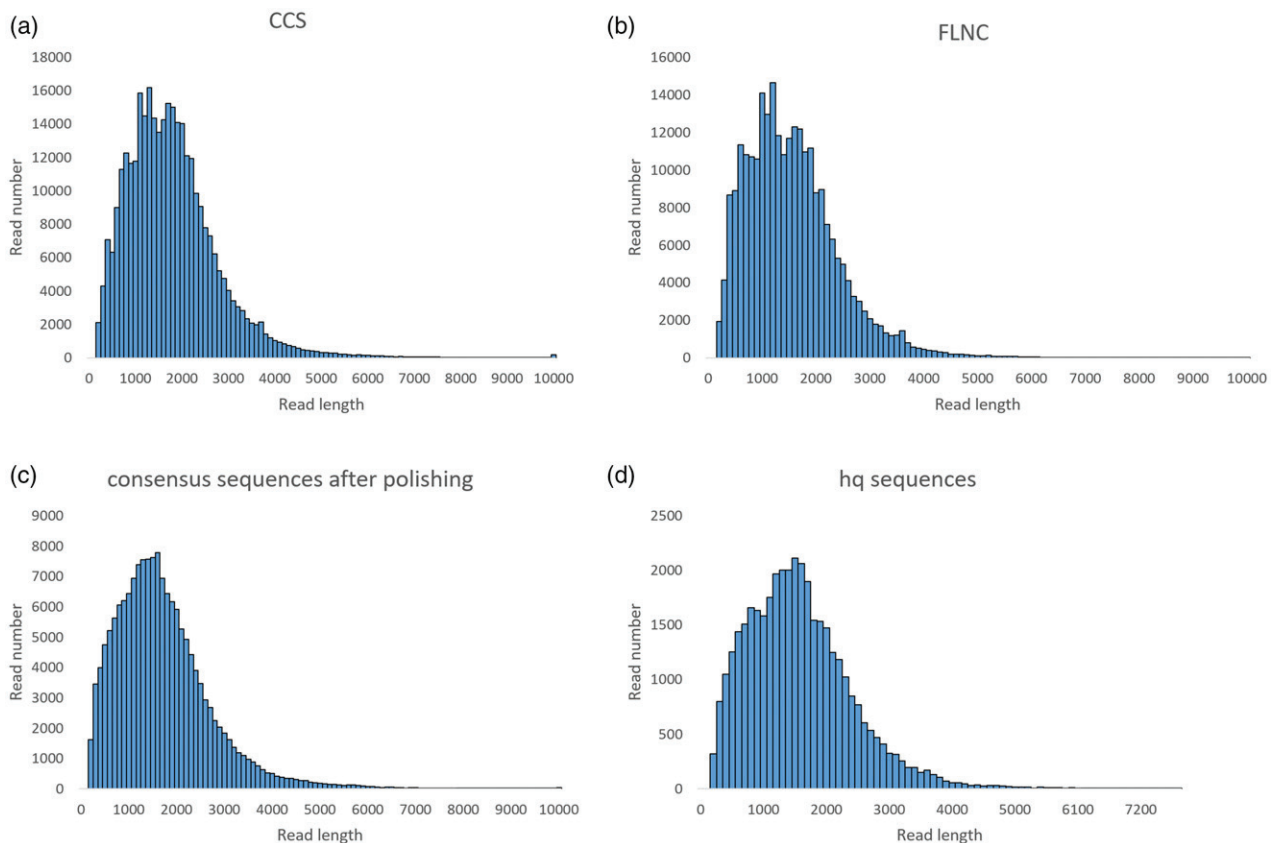 (a)
CCS
18000
16000
14000
12000
10000
8000
6000
4000
2000
0
Read number
0 1000 2000 3000 4000 5000 6000 7000 8000 9000 10000
Read length
(b)
FLNC
16000
14000
12000
10000
8000
6000
4000
2000
0
Read number
0 1000 2000 3000 4000 5000 6000 7000 8000 9000 10000
Read length
(c)
consensus sequences after polishing
9000
8000
7000
6000
5000
4000
3000
2000
1000
0
Read number
0 1000 2000 3000 4000 5000 6000 7000 8000 9000 10000
Read length
(d)
hq sequences
2500
2000
1500
1000
500
0
Read number
0 1000 2000 3000 4000 5000 6100 7200
Read length